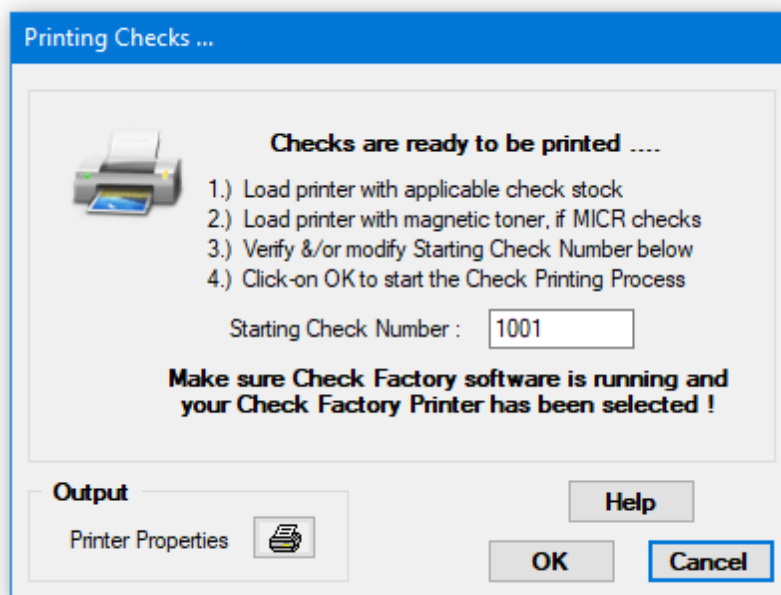 Printing Checks ...
Checks are ready to be printed ....
1.) Load printer with applicable check stock
2.) Load printer with magnetic toner, if MICR checks
3.) Verify &/or modify Starting Check Number below
4.) Click-on OK to start the Check Printing Process
Starting Check Number : 1001
Make sure Check Factory software is running and
your Check Factory Printer has been selected !
Output
Help
Printer Properties
OK
Cancel